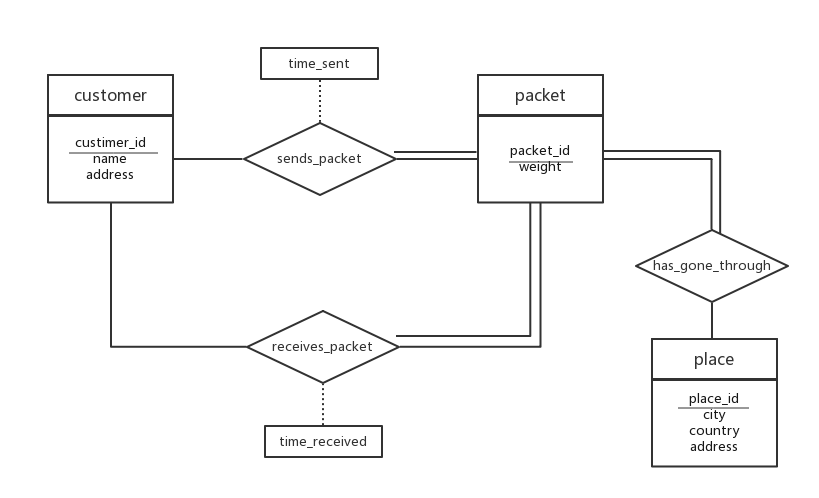 time_sent
customer
packet
custimer_id
name
address
sends_packet
packet_id
weight
has_gone_through
receives_packet
place
place_id
city
country
address
time_received